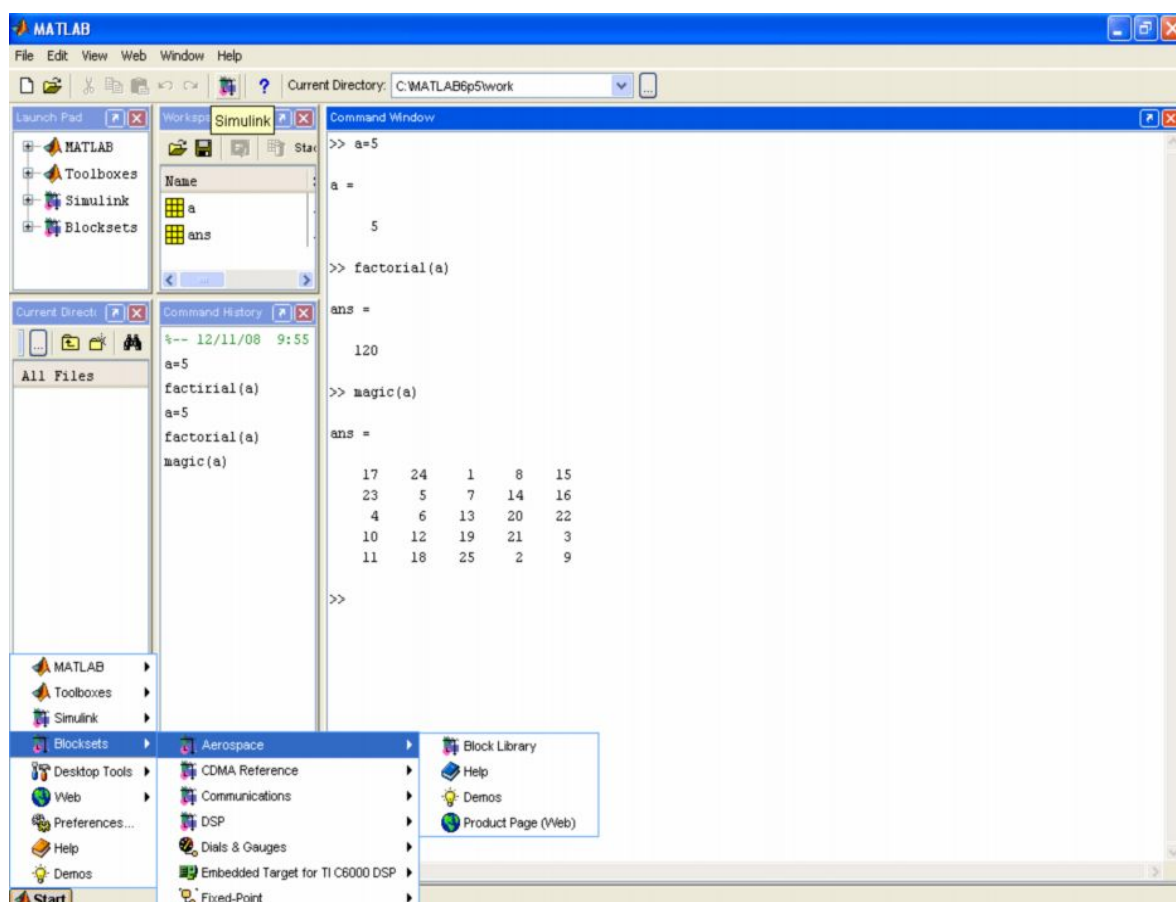 MATLAB
File Edit View Web Window Help
Current Directory: C:\MATLAB6p5\work
Simulink
Launch Pad
MATLAB
Toolboxes
Simulink
Blocksets
Name
a
ans
Command Window
>> a=5
a =
5
>> factorial(a)
ans =
120
>> magic(a)
ans =
17 24 1 8 15
23 5 7 14 16
4 6 13 20 22
10 12 19 21 3
11 18 25 2 9
>>
All Files
Command History
%-- 12/11/08 9:55
a=5
factirial(a)
a=5
factorial(a)
magic(a)
MATLAB
Toolboxes
Simulink
Blocksets
Desktop Tools
Web
Preferences...
Help
Demos
Start
Aerospace
CDMA Reference
Communications
DSP
Dials & Gauges
Embedded Target for TI C6000 DSP
Fixed-Point
Block Library
Help
Demos
Product Page (Web)